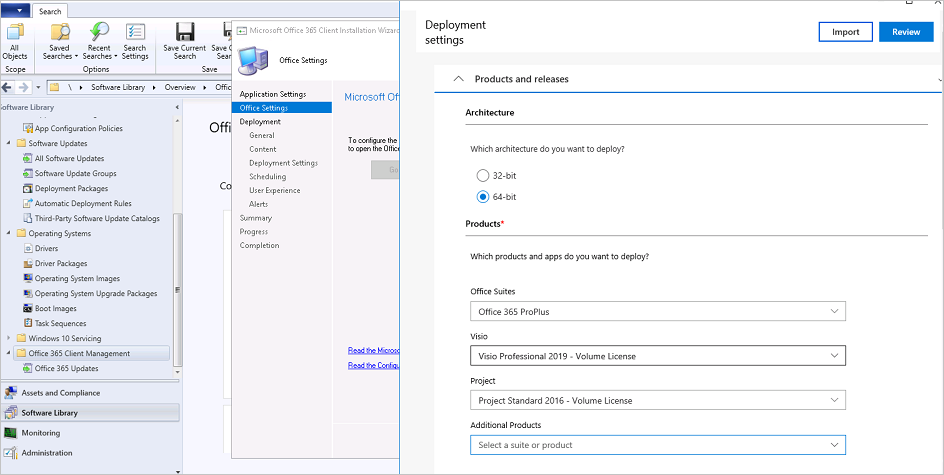 Search
All
Objects
Saved
Searches
Recent
Searches
Search
Settings
Save Current
Search
Save
Search
Scope
Options
Save
\ Software Library Overview
Software Library
App Configuration Policies
Software Updates
All Software Updates
Software Update Groups
Deployment Packages
Automatic Deployment Rules
Third-Party Software Update Catalogs
Operating Systems
Drivers
Driver Packages
Operating System Images
Operating System Upgrade Packages
Boot Images
Task Sequences
Windows 10 Servicing
Office 365 Client Management
Office 365 Updates
Assets and Compliance
Software Library
Monitoring
Administration
Offi
Co
Microsoft Office 365 Client Installation Wizard
Office Settings
Application Settings
Office Settings
Deployment
General
Content
Deployment Settings
Scheduling
User Experience
Alerts
Summary
Progress
Completion
Microsoft Of
To configure the
to open the Office
Go
Read the Microso
Read the Configu
Deployment
settings
Import
Review
Products and releases
Architecture
Which architecture do you want to deploy?
32-bit
64-bit
Products*
Which products and apps do you want to deploy?
Office Suites
Office 365 ProPlus
Visio
Visio Professional 2019 - Volume License
Project
Project Standard 2016 - Volume License
Additional Products
Select a suite or product